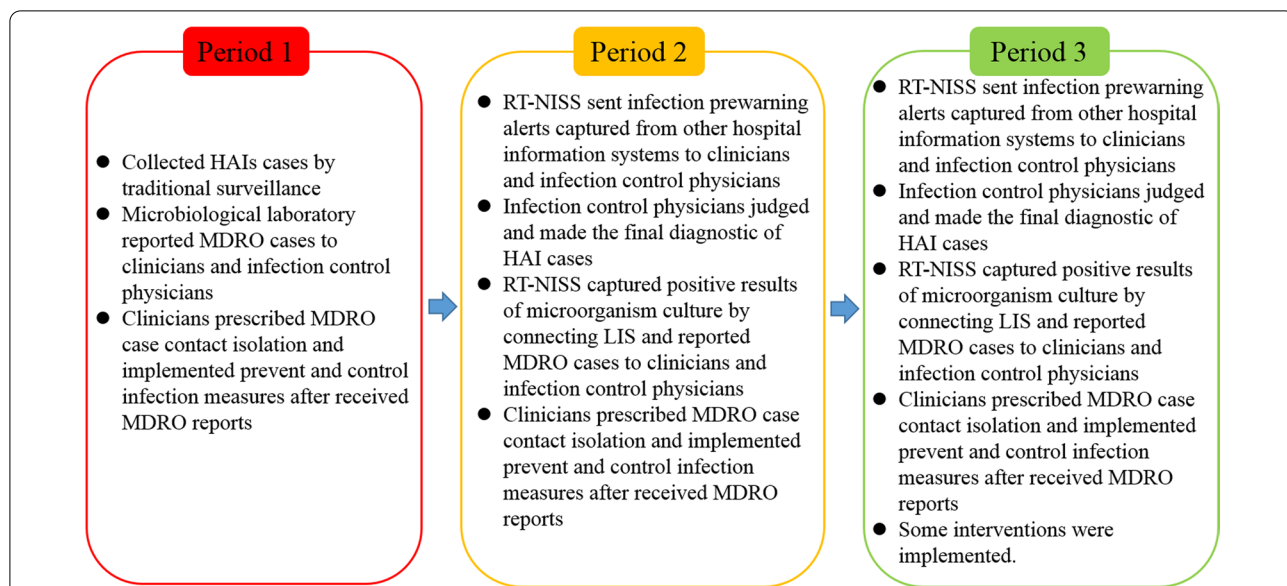 Period 1
● Collected HAIs cases by
traditional surveillance
● Microbiological laboratory
reported MDRO cases to
clinicians and infection control
physicians
● Clinicians prescribed MDRO
case contact isolation and
implemented prevent and control
infection measures after received
MDRO reports
Period 2
● RT-NISS sent infection prewarning
alerts captured from other hospital
information systems to clinicians
and infection control physicians
● Infection control physicians judged
and made the final diagnostic of
HAI cases
● RT-NISS captured positive results
of microorganism culture by
connecting LIS and reported
MDRO cases to clinicians and
infection control physicians
● Clinicians prescribed MDRO case
contact isolation and implemented
prevent and control infection
measures after received MDRO
reports
Period 3
● RT-NISS sent infection prewarning
alerts captured from other hospital
information systems to clinicians
and infection control physicians
● Infection control physicians judged
and made the final diagnostic of
HAI cases
● RT-NISS captured positive results
of microorganism culture by
connecting LIS and reported
MDRO cases to clinicians and
infection control physicians
● Clinicians prescribed MDRO case
contact isolation and implemented
prevent and control infection
measures after received MDRO
reports
● Some interventions were
implemented.